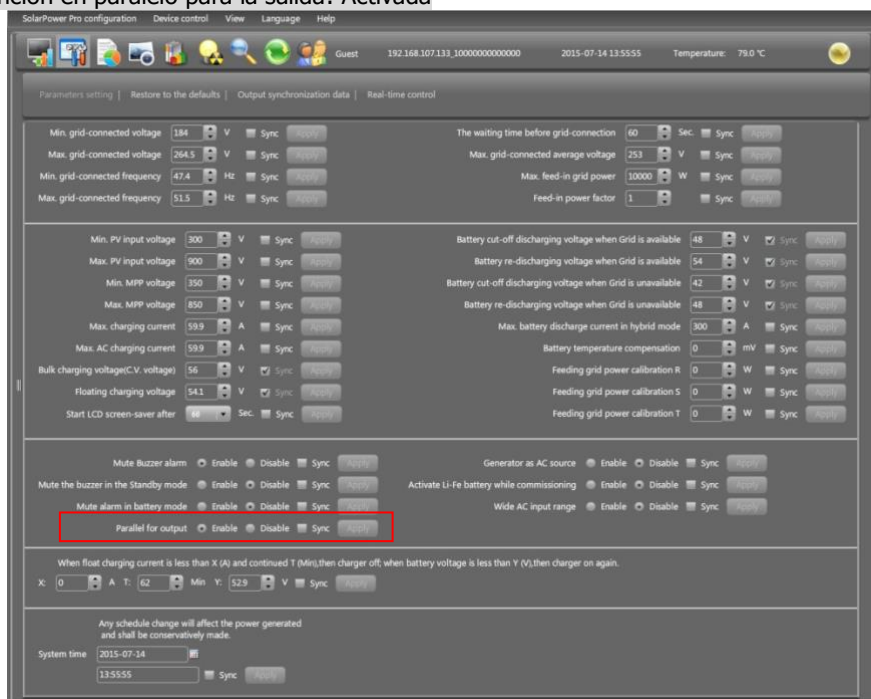 nción en paralelo para la salida: Activada
SolarPower Pro configuration Device control View Language Help
Guest 192.168.107.133_10000000000000 2015-07-14 13:55:55 Temperature: 79.0 ℃
Parameters setting | Restore to the defaults | Output synchronization data | Real-time control
Min. grid-connected voltage 184 V Sync Apply The waiting time before grid-connection 60 Sec. Sync Apply
Max. grid-connected voltage 264.5 V Sync Apply Max. grid-connected average voltage 253 V Sync Apply
Min. grid-connected frequency 47.4 Hz Sync Apply Max. feed-in grid power 10000 W Sync Apply
Max. grid-connected frequency 51.5 Hz Sync Apply Feed-in power factor 1 Sync Apply
Min. PV input voltage 300 V Sync Apply Battery cut-off discharging voltage when Grid is available 48 V Sync Apply
Max. PV input voltage 900 V Sync Apply Battery re-discharging voltage when Grid is available 54 V Sync Apply
Min. MPP voltage 350 V Sync Apply Battery cut-off discharging voltage when Grid is unavailable 42 V Sync Apply
Max. MPP voltage 850 V Sync Apply Battery re-discharging voltage when Grid is unavailable 48 V Sync Apply
Max. charging current 59.9 A Sync Apply Max. battery discharge current in hybrid mode 300 A Sync Apply
Max. AC charging current 59.9 A Sync Apply Battery temperature compensation 0 mV Sync Apply
Bulk charging voltage(C.V. voltage) 56 V Sync Apply Feeding grid power calibration R 0 W Sync Apply
Floating charging voltage 54.1 V Sync Apply Feeding grid power calibration S 0 W Sync Apply
Start LCD screen-saver after Sec. Sync Apply Feeding grid power calibration T 0 W Sync Apply
Mute Buzzer alarm Enable Disable Sync Apply Generator as AC source Enable Disable Sync Apply
Mute the buzzer in the Standby mode Enable Disable Sync Apply Activate Li-Fe battery while commissioning Enable Disable Sync Apply
Mute alarm in battery mode Enable Disable Sync Apply Wide AC input range Enable Disable Sync Apply
Parallel for output Enable Disable Sync Apply
When float charging current is less than X (A) and continued T (Min),then charger off, when battery voltage is less than Y (V),then charger on again.
X: 0 A T: 62 Min Y: 52.9 V Sync Apply
Any schedule change will affect the power generated
and shall be conservatively made.
System time 2015-07-14
13:55:55 Sync Apply